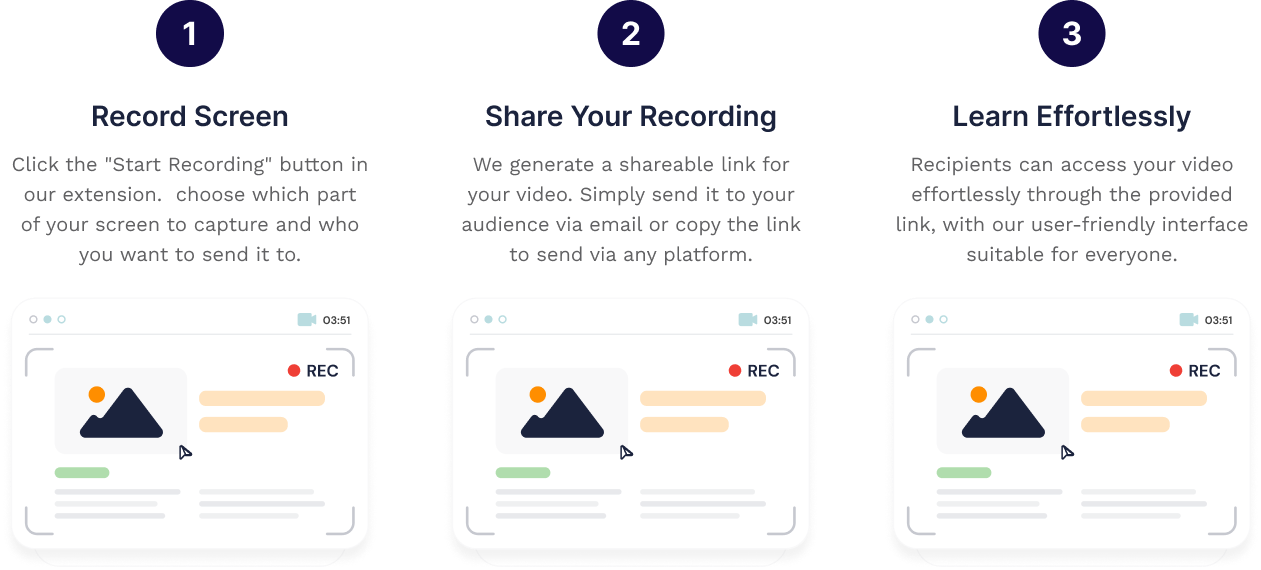 1
Record Screen
Click the "Start Recording" button in
our extension.  choose which part
of your screen to capture and who
you want to send it to.
03:51
REC
2
Share Your Recording
We generate a shareable link for
your video. Simply send it to your
audience via email or copy the link
to send via any platform.
03:51
REC
3
Learn Effortlessly
Recipients can access your video
effortlessly through the provided
link, with our user-friendly interface
suitable for everyone.
03:51
REC